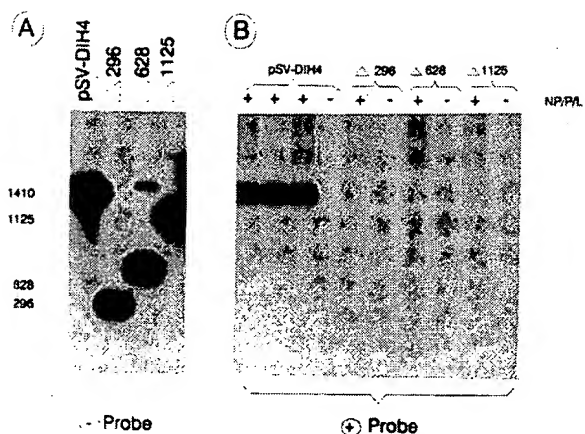 A
pSV-DIH4
△ 296
△ 628
△ 1125
1410
1125
828
296
- Probe
B
pSV-DIH4 △ 296 △ 628 △ 1125
+ + + - + - + - + - NP/P/L
+ Probe